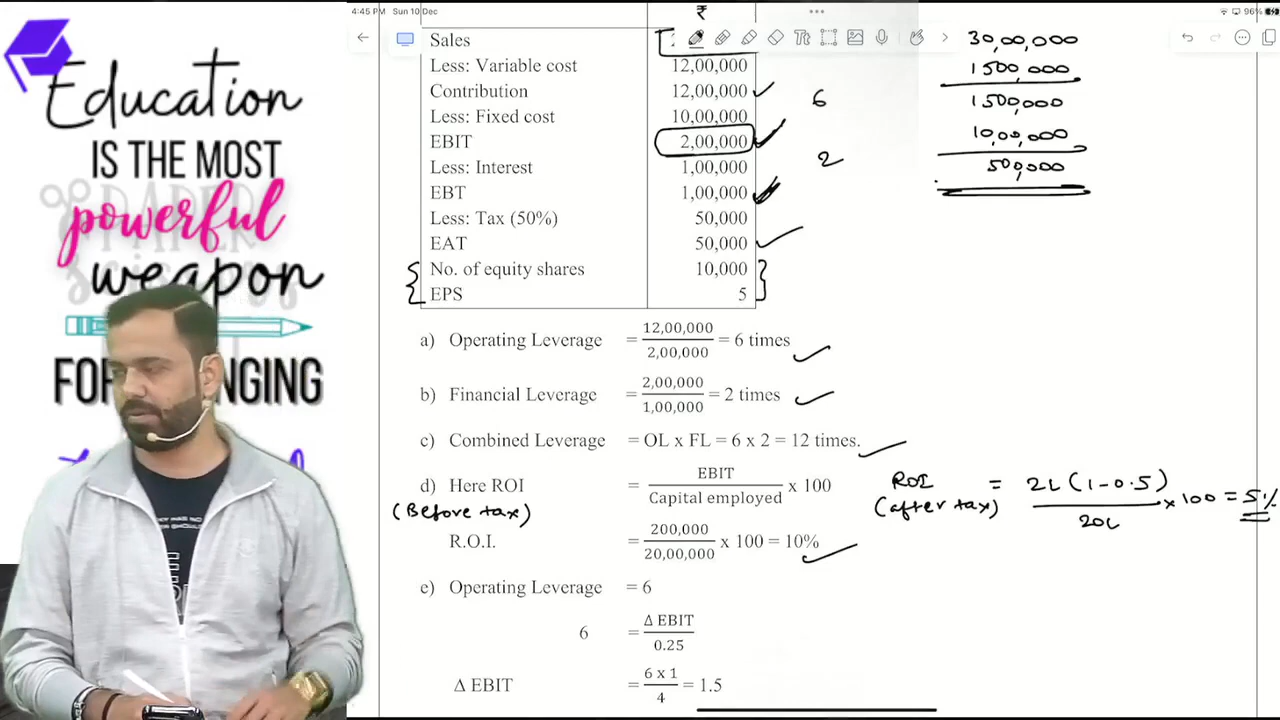 4:45 PM Sun 10 Dec
96%
Education
IS THE MOST
powerful
weapon
₹
Sales
Less: Variable cost 12,00,000
Contribution 12,00,000
Less: Fixed cost 10,00,000
EBIT 2,00,000
Less: Interest 1,00,000
EBT 1,00,000
Less: Tax (50%) 50,000
EAT 50,000
No. of equity shares 10,000
EPS 5
6
2
30,00,000
1500,000
1500,000
10,00,000
500,000
a) Operating Leverage = 12,00,000 / 2,00,000 = 6 times
b) Financial Leverage = 2,00,000 / 1,00,000 = 2 times
c) Combined Leverage = OL x FL = 6 x 2 = 12 times.
d) Here ROI = EBIT / Capital employed x 100
(Before tax)
R.O.I. = 200,000 / 20,00,000 x 100 = 10%
ROI (after tax) = 2L (1-0.5) / 20L x 100 = 5%
e) Operating Leverage = 6
6 = Δ EBIT / 0.25
Δ EBIT = 6 x 1 / 4 = 1.5